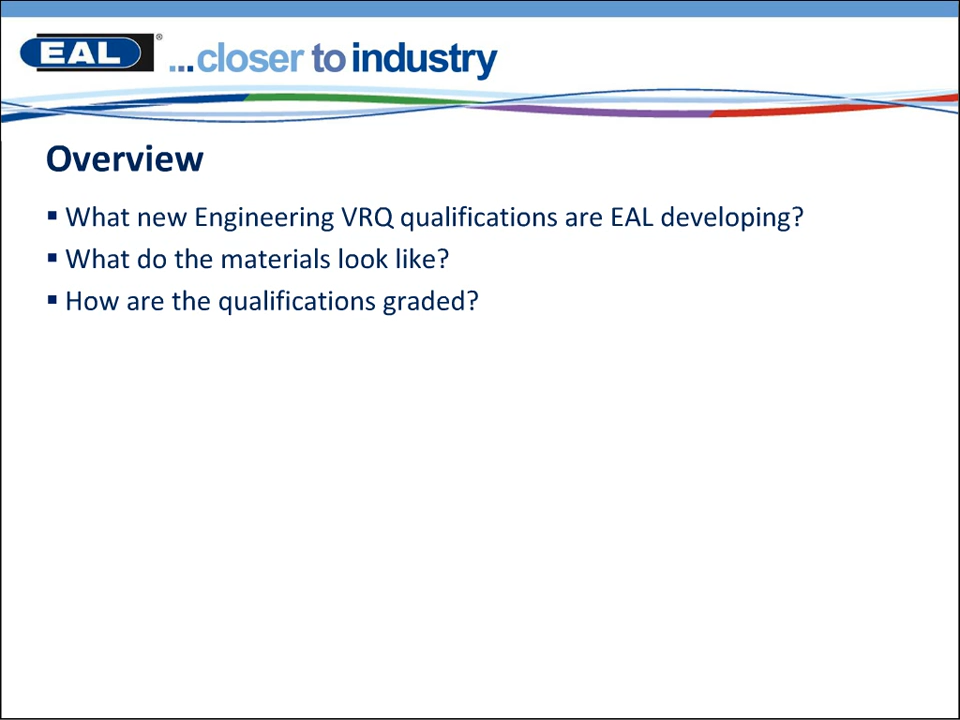 EAL® ...closer to industry
Overview
▪ What new Engineering VRQ qualifications are EAL developing?
▪ What do the materials look like?
▪ How are the qualifications graded?